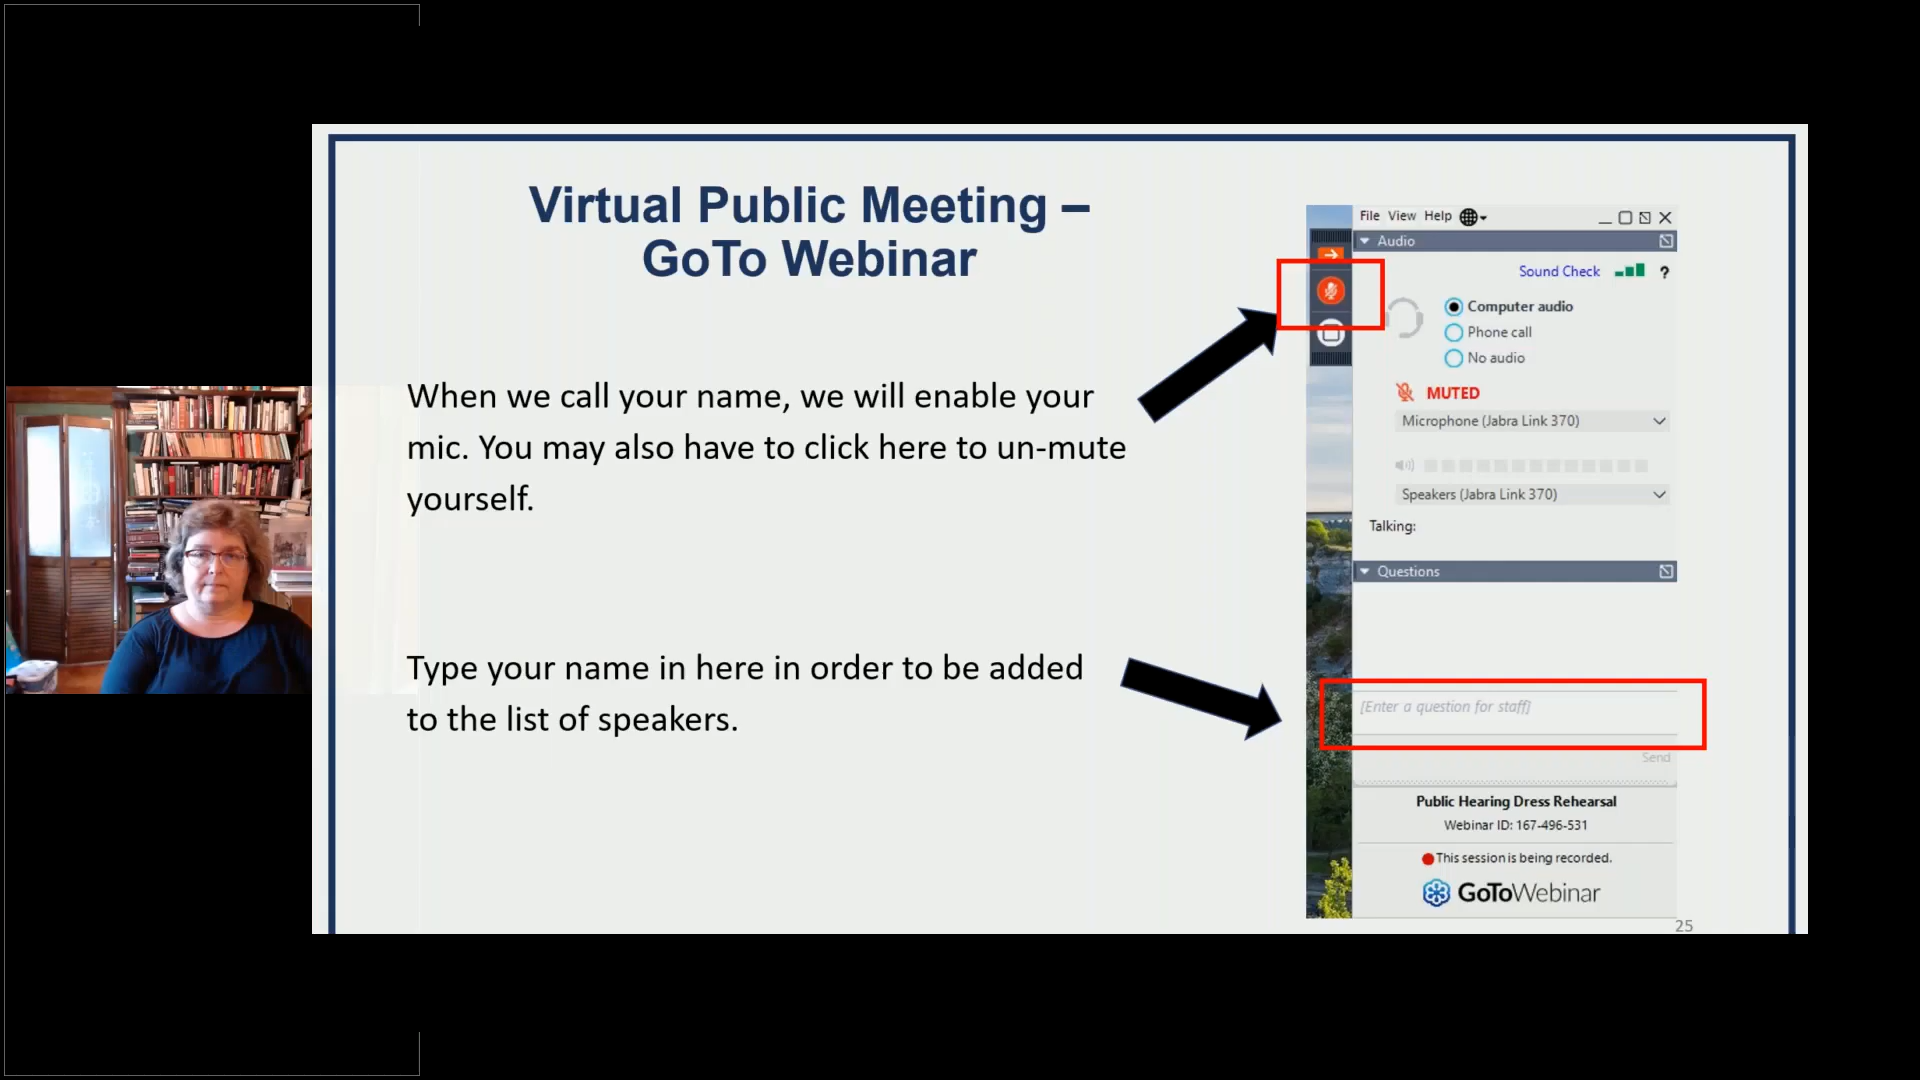 Virtual Public Meeting –
GoTo Webinar
When we call your name, we will enable your
mic. You may also have to click here to un-mute
yourself.
Type your name in here in order to be added
to the list of speakers.
File View Help
Audio
Sound Check ?
Computer audio
Phone call
No audio
MUTED
Microphone (Jabra Link 370)
Speakers (Jabra Link 370)
Talking:
Questions
[Enter a question for staff]
Send
Public Hearing Dress Rehearsal
Webinar ID: 167-496-531
This session is being recorded.
GoToWebinar
25